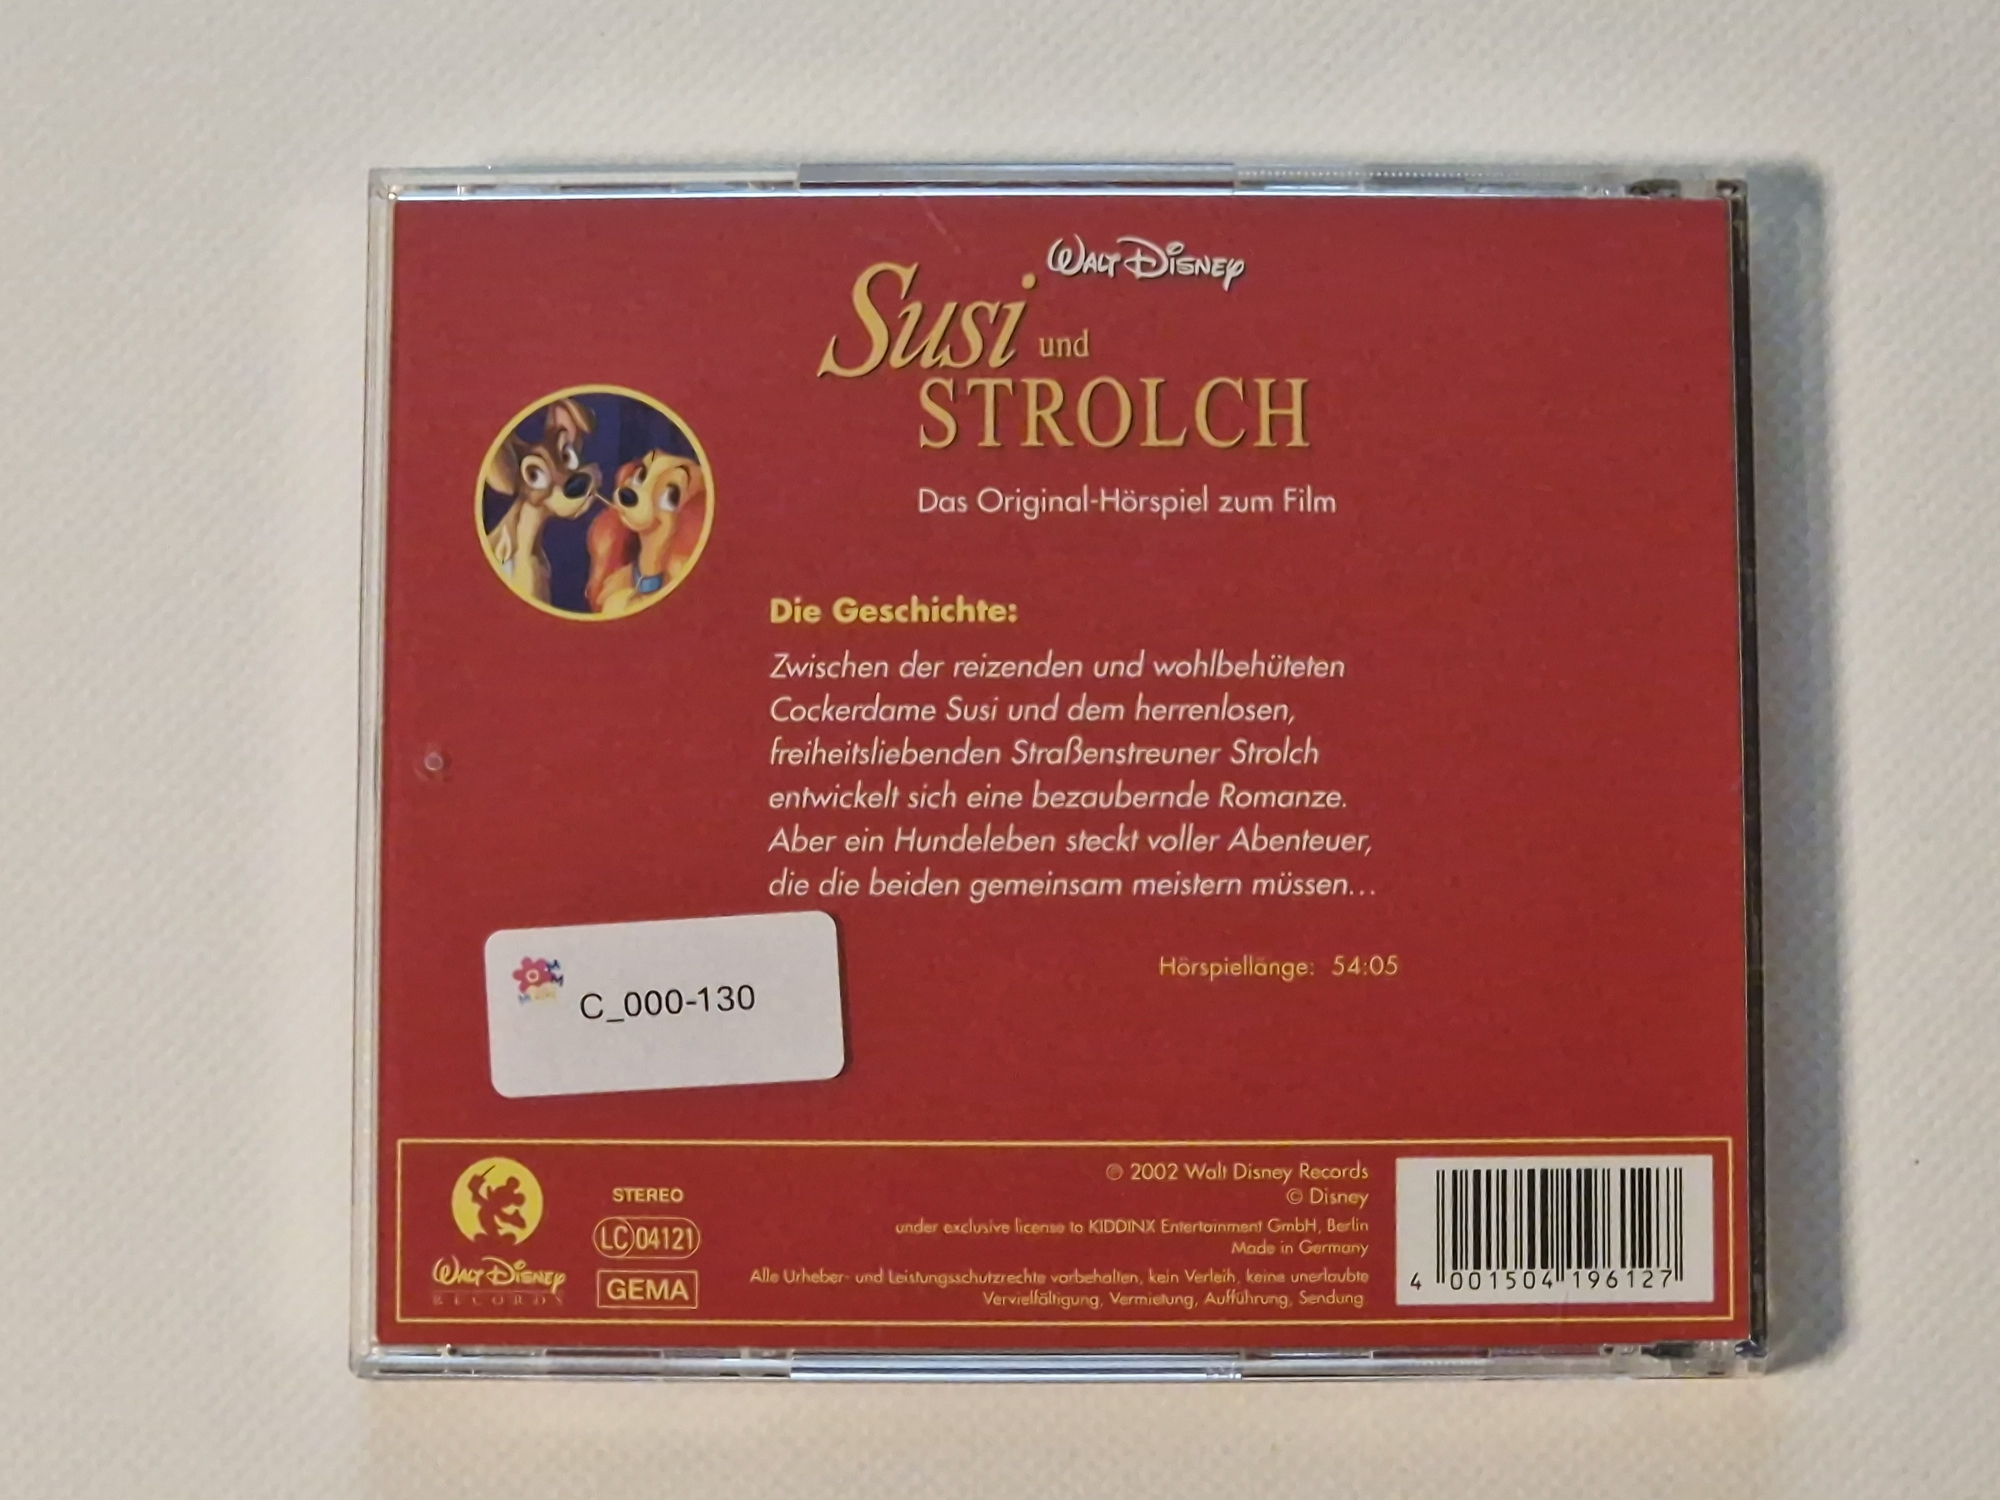 Walt Disney
Susi und
STROLCH
Das Original-Hörspiel zum Film
Die Geschichte:
Zwischen der reizenden und wohlbehüteten
Cockerdame Susi und dem herrenlosen,
freiheitsliebenden Straßenstreuner Strolch
entwickelt sich eine bezaubernde Romanze.
Aber ein Hundeleben steckt voller Abenteuer,
die die beiden gemeinsam meistern müssen...
Hörspiellänge: 54:05
C_000-130
Walt Disney
RECORDS
STEREO
LC 04121
GEMA
℗ 2002 Walt Disney Records
© Disney
under exclusive license to KIDDINX Entertainment GmbH, Berlin
Made in Germany
Alle Urheber- und Leistungsschutzrechte vorbehalten, kein Verleih, keine unerlaubte
Vervielfältigung, Vermietung, Aufführung, Sendung
4 001504 196127